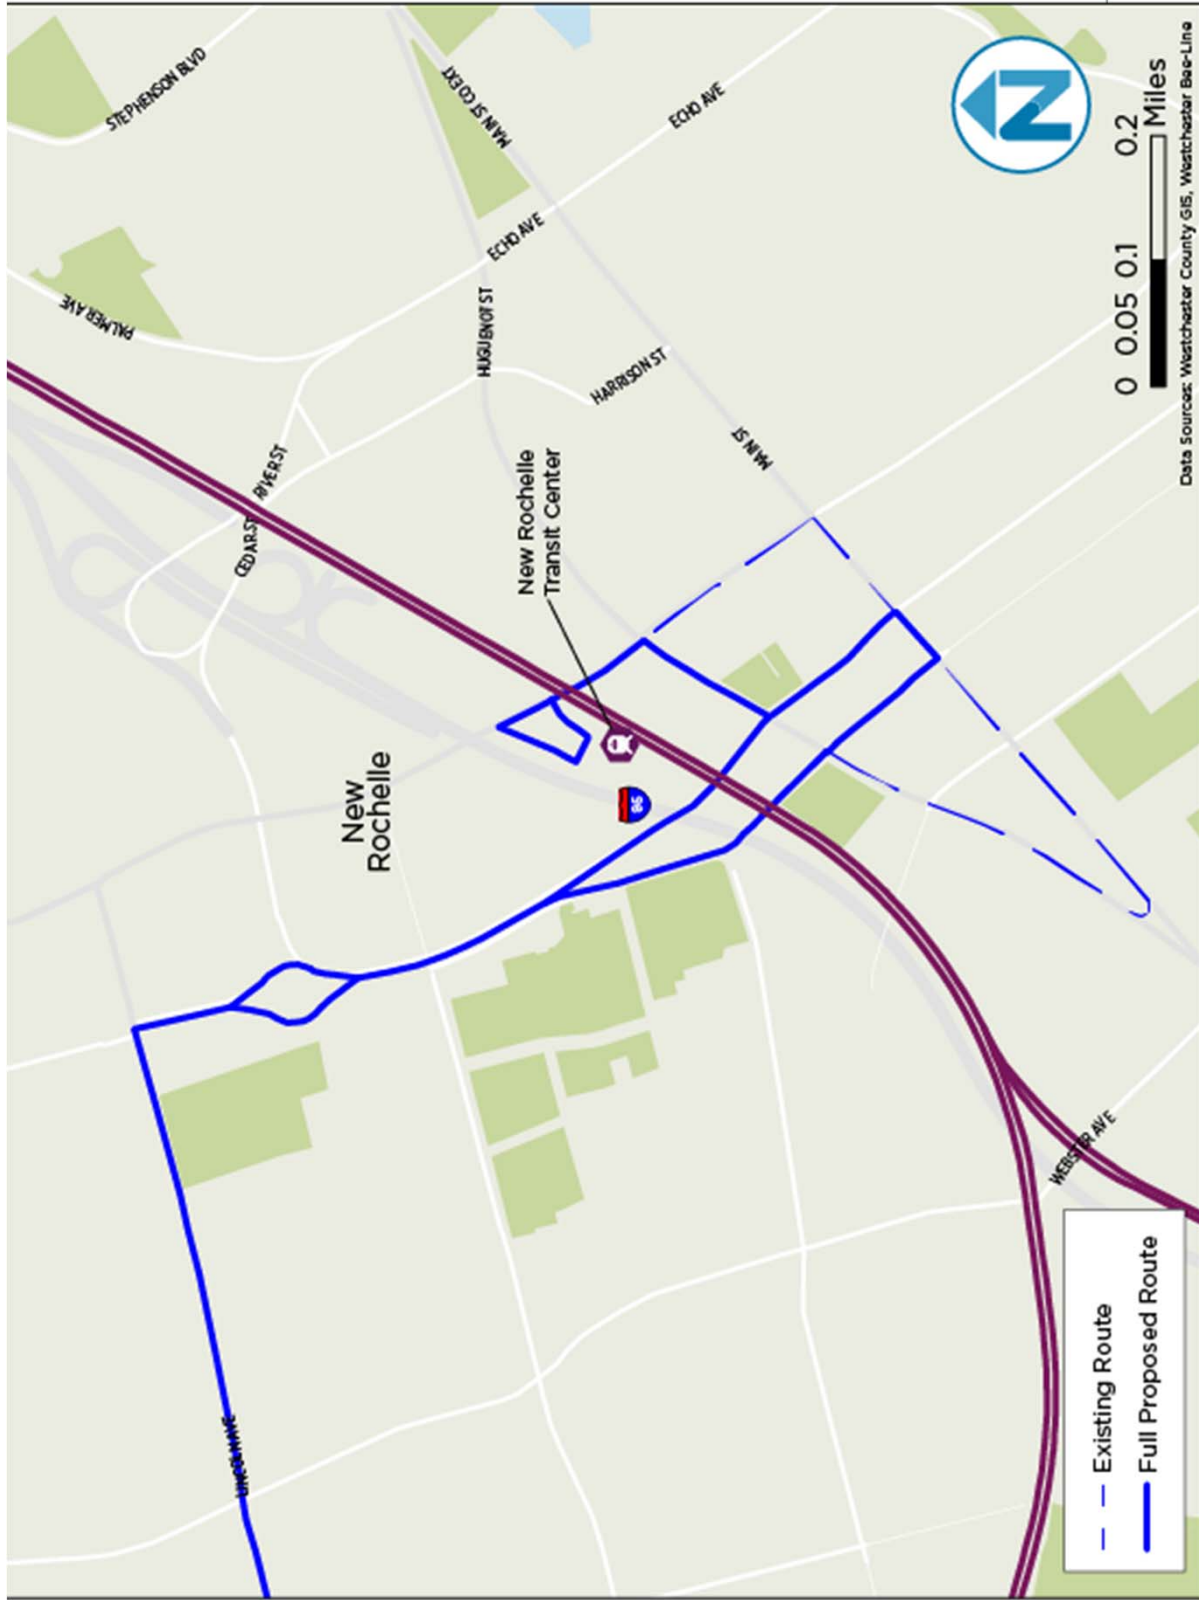 LINCOLN AVE
STEPHENSON BLVD
PALMER AVE
CEDAR ST
RIVER ST
New
Rochelle
MAIN ST CO EXT
HUGUENOT ST
ECHO AVE
New Rochelle
Transit Center
HARRISON ST
95
ECHO AVE
MAIN ST
WEBSTER AVE
N
Existing Route
Full Proposed Route
0 0.05 0.1 0.2
Miles
Data Sources: Westchester County GIS, Westchester Bee-Line